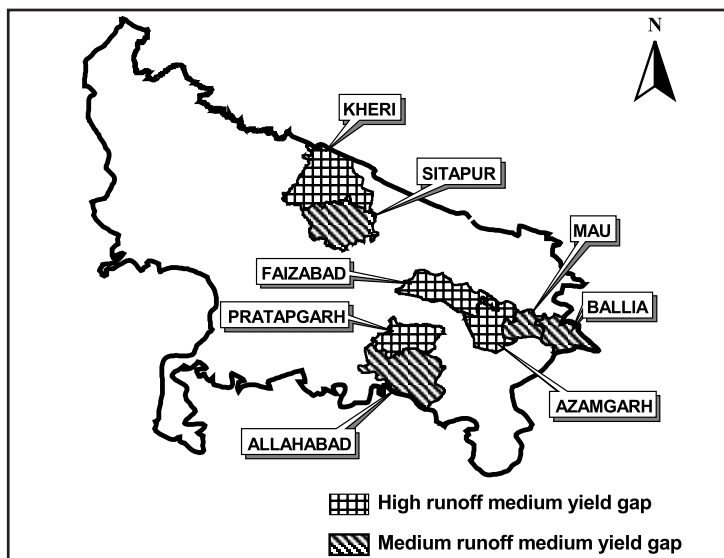 N
KHERI
SITAPUR
MAU
FAIZABAD
BALLIA
PRATAPGARH
AZAMGARH
ALLAHABAD
High runoff medium yield gap
Medium runoff medium yield gap